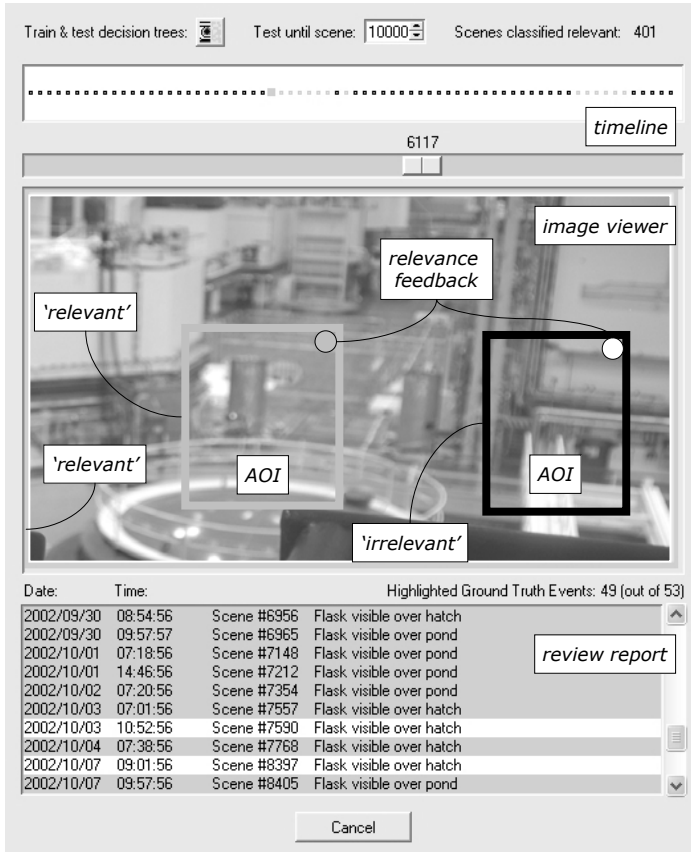 Train & test decision trees: Test until scene: 10000 Scenes classified relevant: 401
timeline
6117
image viewer
relevance
feedback
‘relevant’
‘relevant’
AOI
AOI
‘irrelevant’
Date: Time: Highlighted Ground Truth Events: 49 (out of 53)
2002/09/30 08:54:56 Scene #6956 Flask visible over hatch
2002/09/30 09:57:57 Scene #6965 Flask visible over pond
2002/10/01 07:18:56 Scene #7148 Flask visible over pond
2002/10/01 14:46:56 Scene #7212 Flask visible over pond
2002/10/02 07:20:56 Scene #7354 Flask visible over pond
2002/10/03 07:01:56 Scene #7557 Flask visible over hatch
2002/10/03 10:52:56 Scene #7590 Flask visible over hatch
2002/10/04 07:38:56 Scene #7768 Flask visible over hatch
2002/10/07 09:01:56 Scene #8397 Flask visible over hatch
2002/10/07 09:57:56 Scene #8405 Flask visible over pond
review report
Cancel